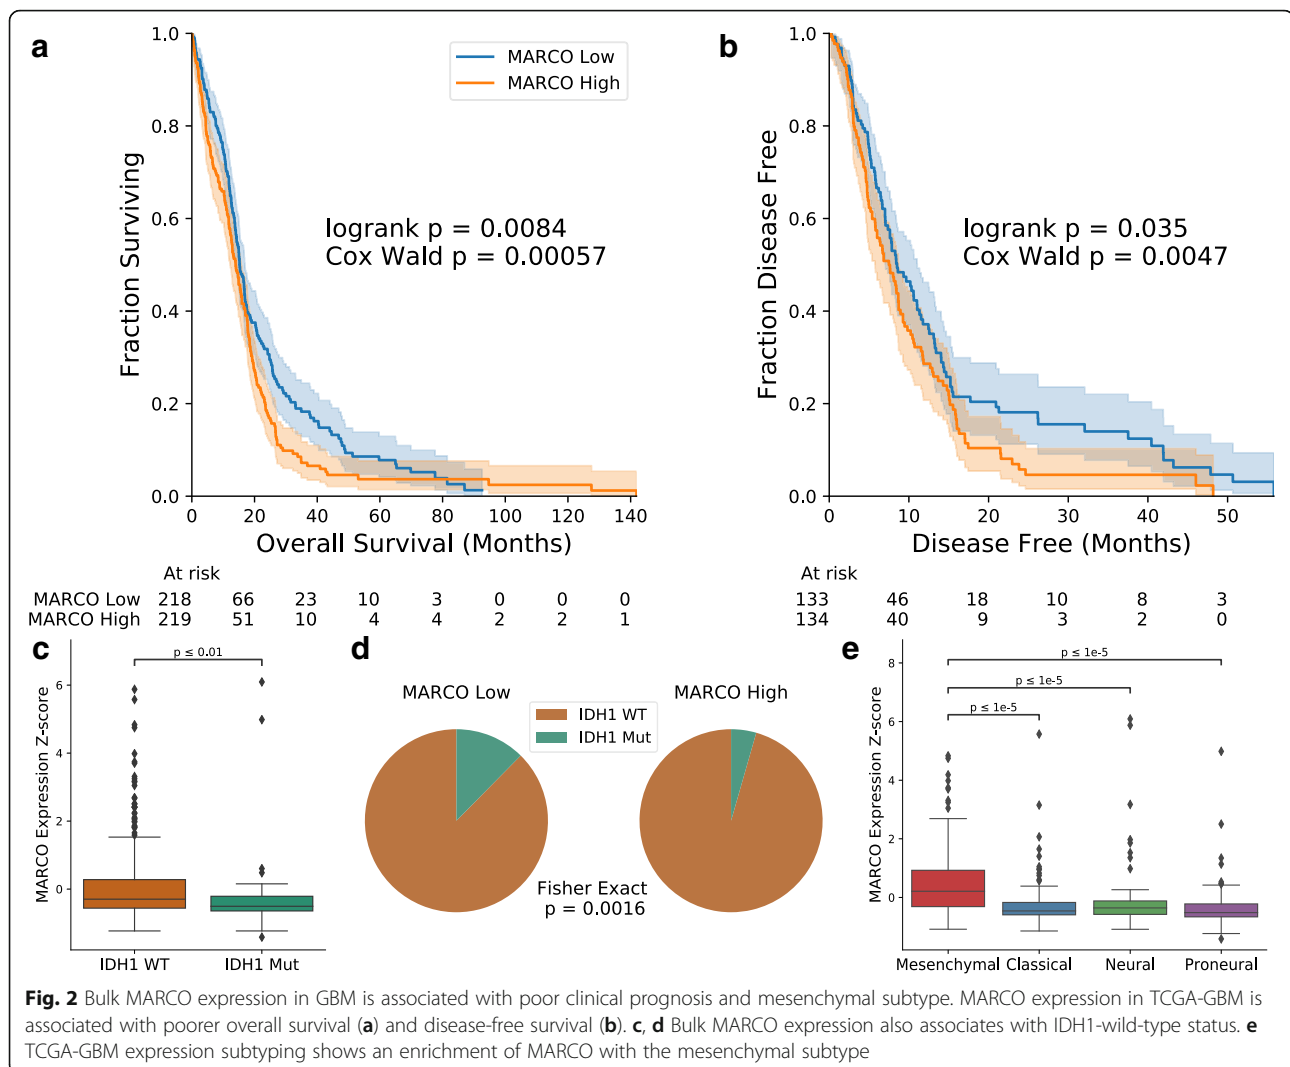 a
1.0
0.8
0.6
0.4
0.2
0.0
Fraction Surviving
MARCO Low
MARCO High
logrank p = 0.0084
Cox Wald p = 0.00057
0 20 40 60 80 100 120 140
Overall Survival (Months)
At risk
MARCO Low 218 66 23 10 3 0 0 0
MARCO High 219 51 10 4 4 2 2 1
b
1.0
0.8
0.6
0.4
0.2
0.0
Fraction Disease Free
logrank p = 0.035
Cox Wald p = 0.0047
0 10 20 30 40 50
Disease Free (Months)
At risk
133 46 18 10 8 3
134 40 9 3 2 0
c
MARCO Expression Z-score
6
4
2
0
p ≤ 0.01
IDH1 WT IDH1 Mut
d
MARCO Low MARCO High
IDH1 WT
IDH1 Mut
Fisher Exact
p = 0.0016
e
MARCO Expression Z-score
8
6
4
2
0
p ≤ 1e-5
p ≤ 1e-5
p ≤ 1e-5
Mesenchymal Classical Neural Proneural
Fig. 2 Bulk MARCO expression in GBM is associated with poor clinical prognosis and mesenchymal subtype. MARCO expression in TCGA-GBM is
associated with poorer overall survival (a) and disease-free survival (b). c, d Bulk MARCO expression also associates with IDH1-wild-type status. e
TCGA-GBM expression subtyping shows an enrichment of MARCO with the mesenchymal subtype